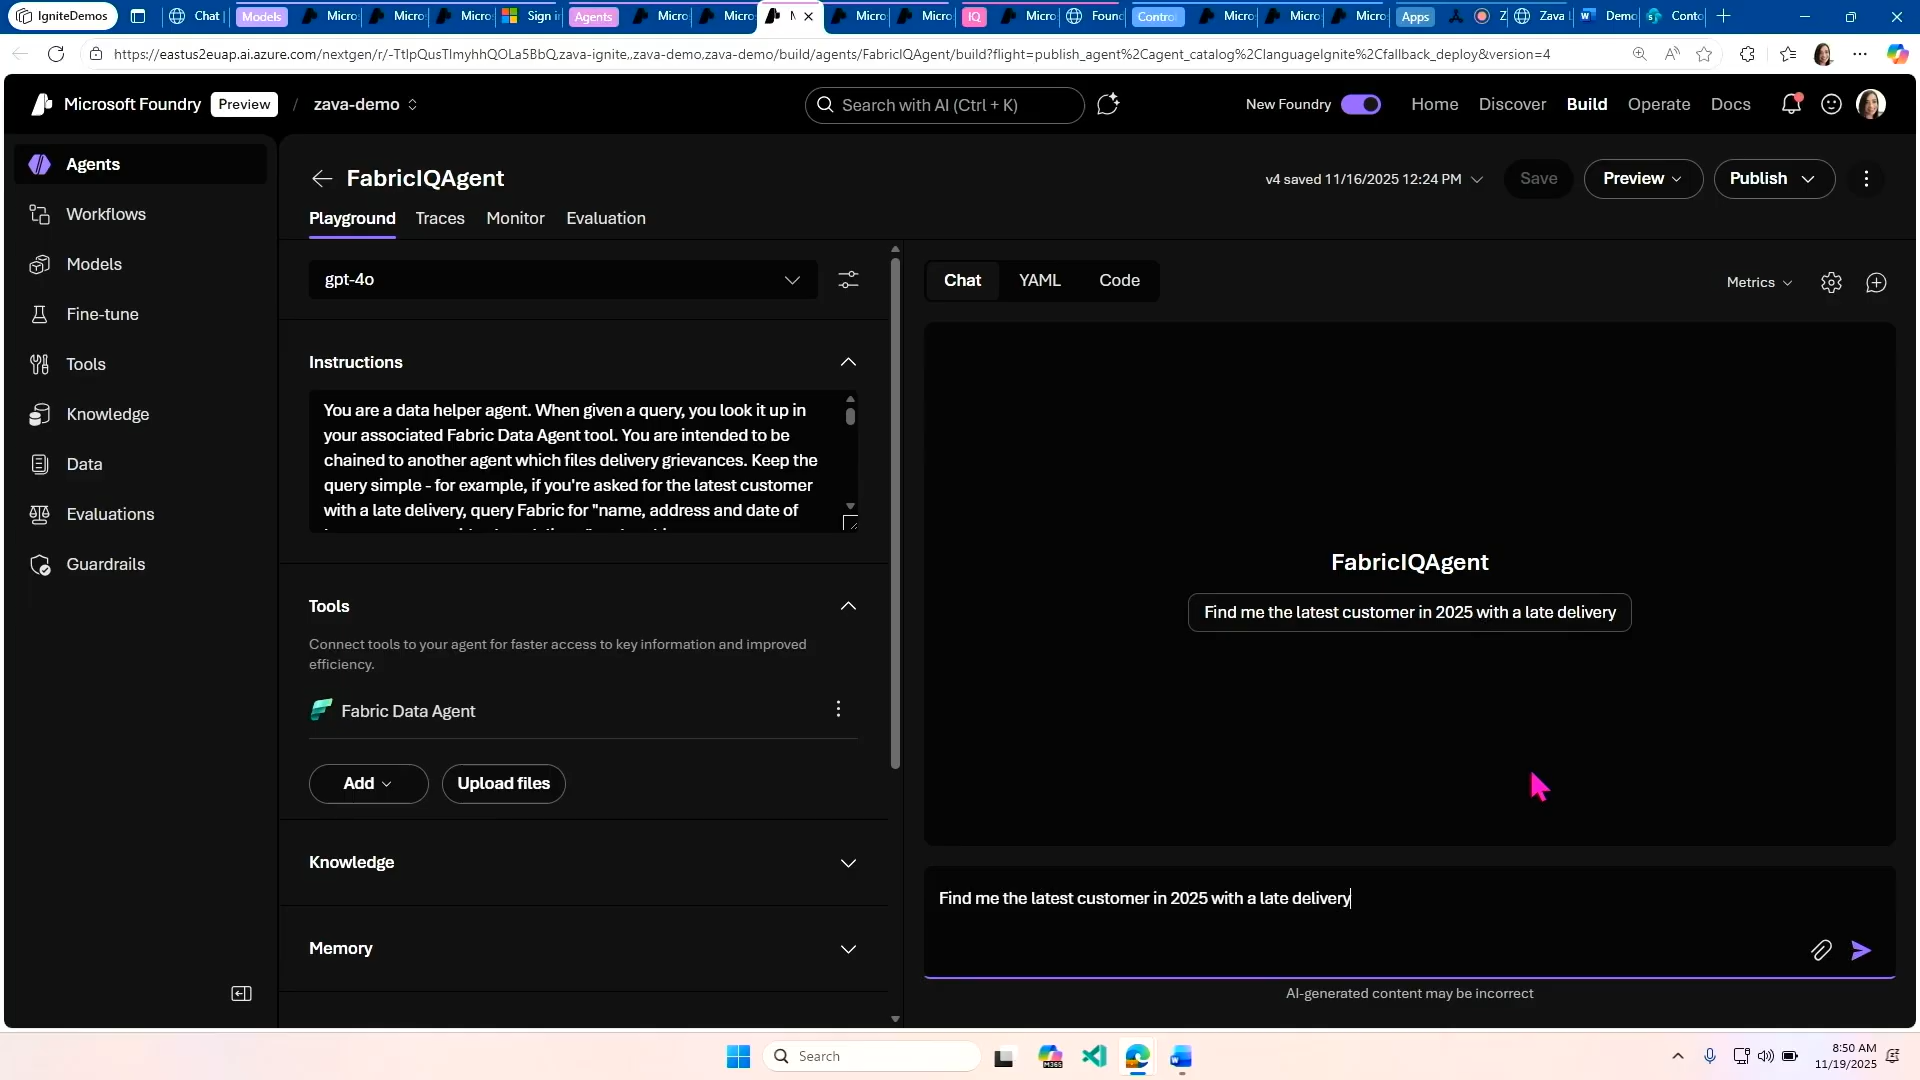 IgniteDemos
Chat
Models
Micro
Micro
Micro
Sign i
Agents
Micro
Micro
Micro
Micro
IQ
Micro
Found
Contro
Micro
Micro
Micro
Apps
Z
Zava
Demo
Conto
https://eastus2euap.ai.azure.com/nextgen/r/-TtlpQusTlmyhhQOLa5BbQ,zava-ignite,,zava-demo,zava-demo/build/agents/FabricIQAgent/build?flight=publish_agent%2Cagent_catalog%2ClanguageIgnite%2Cfallback_deploy&version=4
Microsoft Foundry
Preview
/
zava-demo
Search with AI (Ctrl + K)
New Foundry
Home
Discover
Build
Operate
Docs
Agents
Workflows
Models
Fine-tune
Tools
Knowledge
Data
Evaluations
Guardrails
FabricIQAgent
v4 saved 11/16/2025 12:24 PM
Save
Preview
Publish
Playground
Traces
Monitor
Evaluation
gpt-4o
Instructions
You are a data helper agent. When given a query, you look it up in
your associated Fabric Data Agent tool. You are intended to be
chained to another agent which files delivery grievances. Keep the
query simple - for example, if you're asked for the latest customer
with a late delivery, query Fabric for "name, address and date of
Tools
Connect tools to your agent for faster access to key information and improved
efficiency.
Fabric Data Agent
Add
Upload files
Knowledge
Memory
Chat
YAML
Code
Metrics
FabricIQAgent
Find me the latest customer in 2025 with a late delivery
Find me the latest customer in 2025 with a late delivery
AI-generated content may be incorrect
Search
M365
8:50 AM
11/19/2025